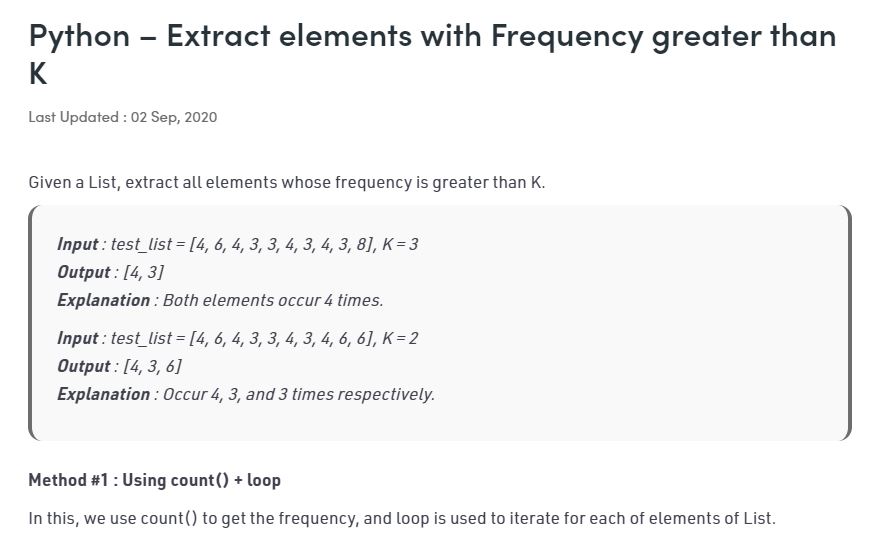 Python – Extract elements with Frequency greater than
K
Last Updated : 02 Sep, 2020
Given a List, extract all elements whose frequency is greater than K.
Input : test_list = [4, 6, 4, 3, 3, 4, 3, 4, 3, 8], K = 3
Output : [4, 3]
Explanation : Both elements occur 4 times.
Input : test_list = [4, 6, 4, 3, 3, 4, 3, 4, 6, 6], K = 2
Output : [4, 3, 6]
Explanation : Occur 4, 3, and 3 times respectively.
Method #1 : Using count() + loop
In this, we use count() to get the frequency, and loop is used to iterate for each of elements of List.